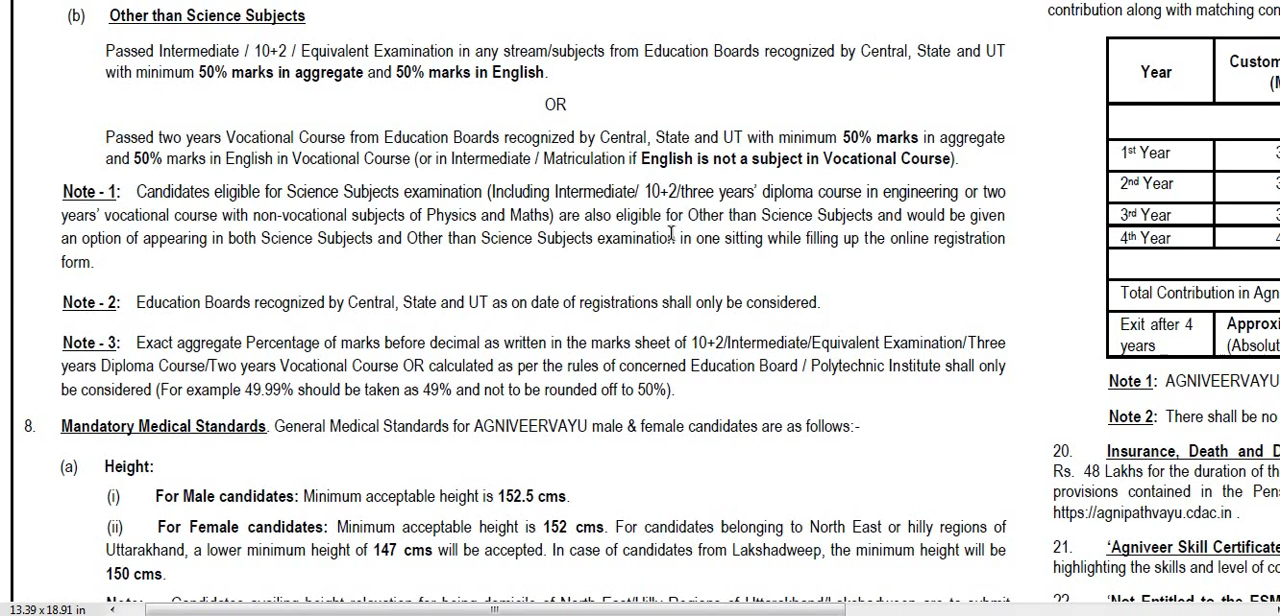 (b) Other than Science Subjects
Passed Intermediate / 10+2 / Equivalent Examination in any stream/subjects from Education Boards recognized by Central, State and UT
with minimum 50% marks in aggregate and 50% marks in English.
OR
Passed two years Vocational Course from Education Boards recognized by Central, State and UT with minimum 50% marks in aggregate
and 50% marks in English in Vocational Course (or in Intermediate / Matriculation if English is not a subject in Vocational Course).
Note - 1: Candidates eligible for Science Subjects examination (Including Intermediate/ 10+2/three years' diploma course in engineering or two
years' vocational course with non-vocational subjects of Physics and Maths) are also eligible for Other than Science Subjects and would be given
an option of appearing in both Science Subjects and Other than Science Subjects examination in one sitting while filling up the online registration
form.
Note - 2: Education Boards recognized by Central, State and UT as on date of registrations shall only be considered.
Note - 3: Exact aggregate Percentage of marks before decimal as written in the marks sheet of 10+2/Intermediate/Equivalent Examination/Three
years Diploma Course/Two years Vocational Course OR calculated as per the rules of concerned Education Board / Polytechnic Institute shall only
be considered (For example 49.99% should be taken as 49% and not to be rounded off to 50%).
8. Mandatory Medical Standards. General Medical Standards for AGNIVEERVAYU male & female candidates are as follows:-
(a) Height:
(i) For Male candidates: Minimum acceptable height is 152.5 cms.
(ii) For Female candidates: Minimum acceptable height is 152 cms. For candidates belonging to North East or hilly regions of
Uttarakhand, a lower minimum height of 147 cms will be accepted. In case of candidates from Lakshadweep, the minimum height will be
150 cms.
13.39 x 18.91 in
contribution along with matching con
Year Custom
(M
1st Year 3
2nd Year 3
3rd Year 3
4th Year 4
Total Contribution in Agn
Exit after 4 Approxi
years (Absolut
Note 1: AGNIVEERVAYU
Note 2: There shall be no
20. Insurance, Death and D
Rs. 48 Lakhs for the duration of th
provisions contained in the Pens
https://agnipathvayu.cdac.in .
21. 'Agniveer Skill Certificate
highlighting the skills and level of co